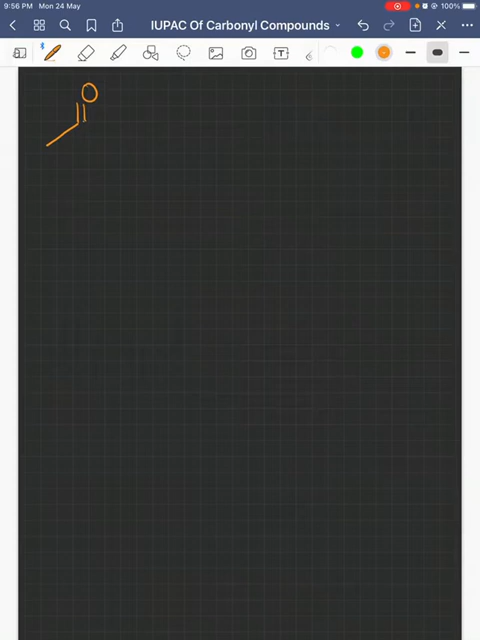 9:56 PM Mon 24 May
100%
IUPAC Of Carbonyl Compounds
T
O